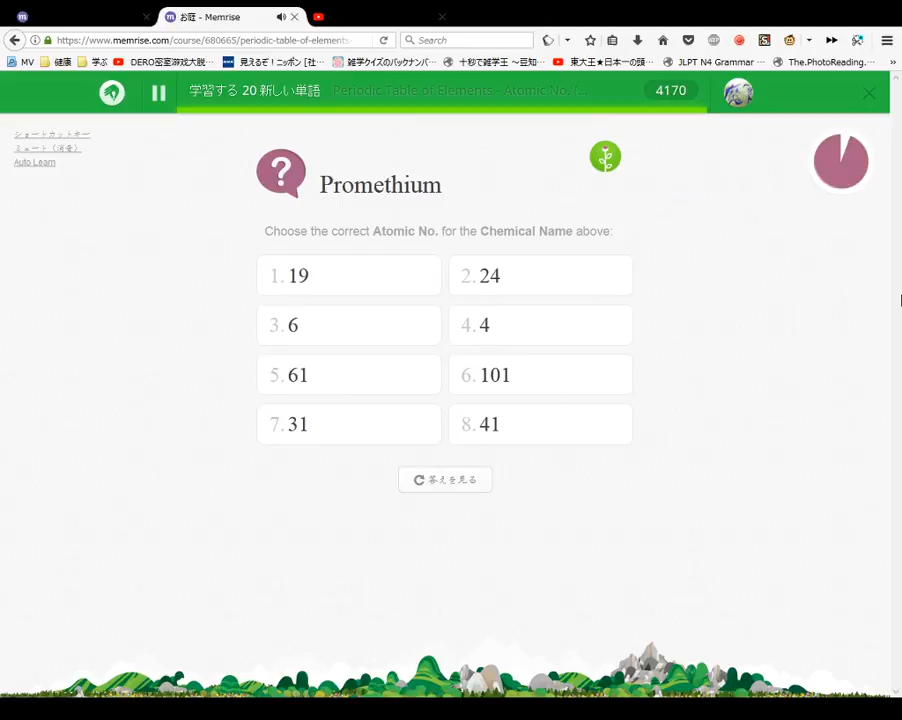 お庭 - Memrise
https://www.memrise.com/course/680665/periodic-table-of-elements-
Search
MV
健康
学ぶ
DERO密室游戏大脱…
見えるぞ！ニッポン [社…
雑学クイズのバックナンバ…
十秒で雑学王 ～豆知…
東大王★日本一の頭…
JLPT N4 Grammar …
The.PhotoReading.…
学習する 20 新しい単語
Periodic Table of Elements - Atomic No. (…
4170
ショートカットキー
ミュート（消音）
Auto Learn
?
Promethium
Choose the correct Atomic No. for the Chemical Name above:
1. 19
2. 24
3. 6
4. 4
5. 61
6. 101
7. 31
8. 41
答えを見る